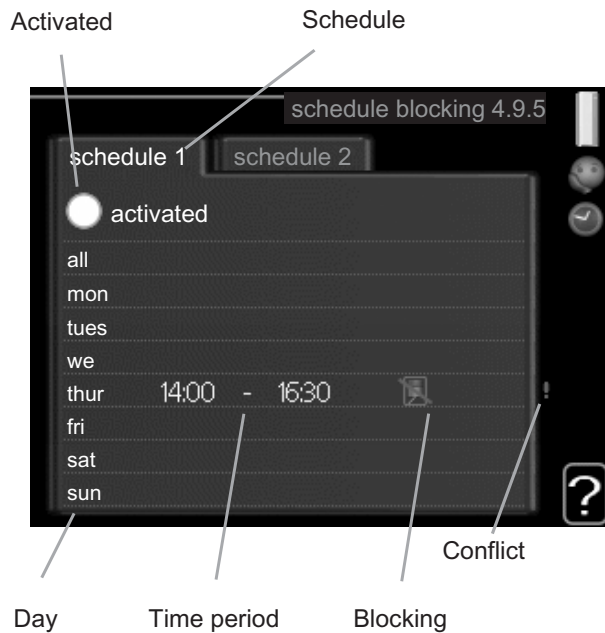 Activated Schedule
schedule blocking 4.9.5
schedule 1 schedule 2
activated
all
mon
tues
we
thur 14:00 - 16:30 !
fri
sat
sun
?
Conflict
Day Time period Blocking